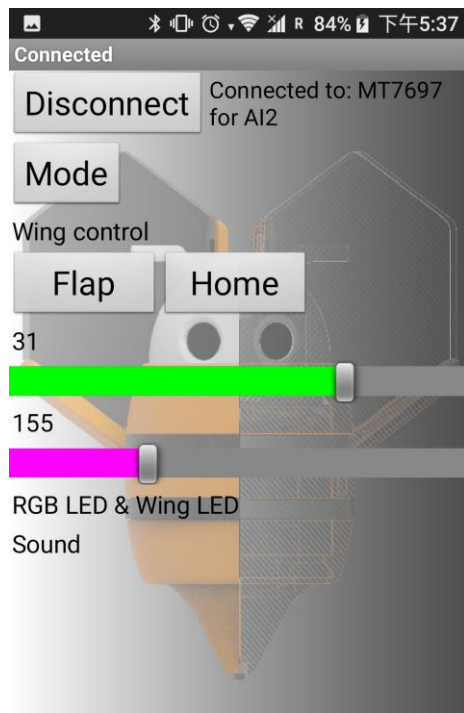 R 84% 下午5:37
Connected
Disconnect
Connected to: MT7697
for AI2
Mode
Wing control
Flap
Home
31
155
RGB LED & Wing LED
Sound